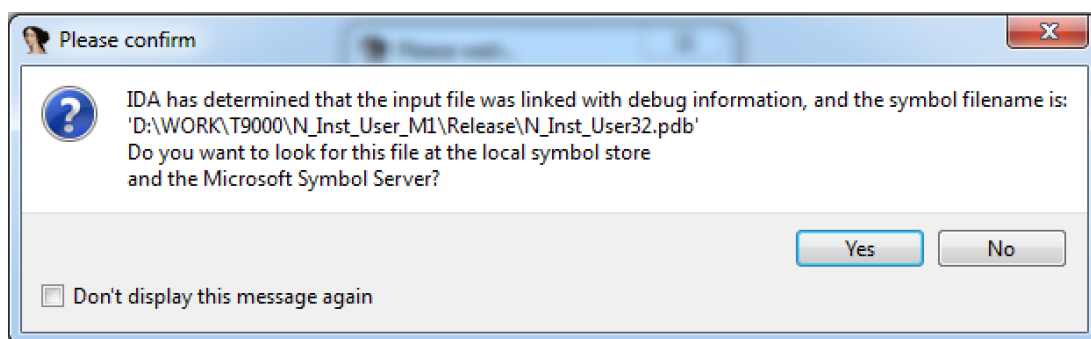 Please confirm
Please wait...
IDA has determined that the input file was linked with debug information, and the symbol filename is:
'D:\WORK\T9000\N_Inst_User_M1\Release\N_Inst_User32.pdb'
Do you want to look for this file at the local symbol store
and the Microsoft Symbol Server?
Yes
No
Don't display this message again